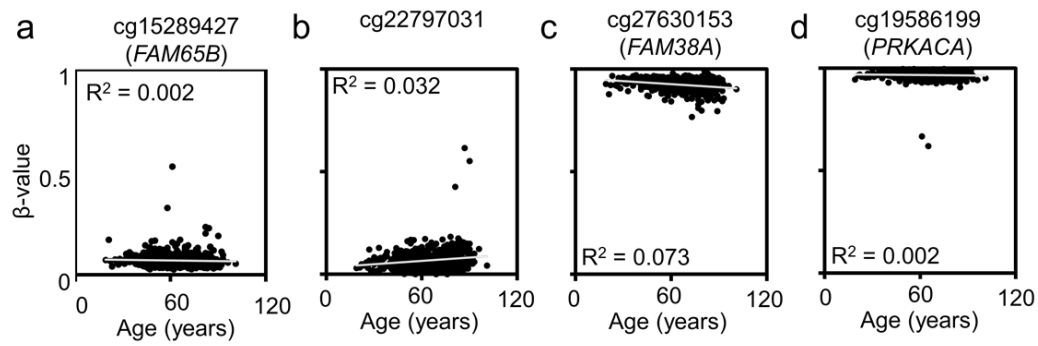 a
cg15289427
(FAM65B)
R² = 0.002
1
0.5
0
β-value
0
60
120
Age (years)
b
cg22797031
R² = 0.032
0
60
120
Age (years)
c
cg27630153
(FAM38A)
R² = 0.073
0
60
120
Age (years)
d
cg19586199
(PRKACA)
R² = 0.002
0
60
120
Age (years)